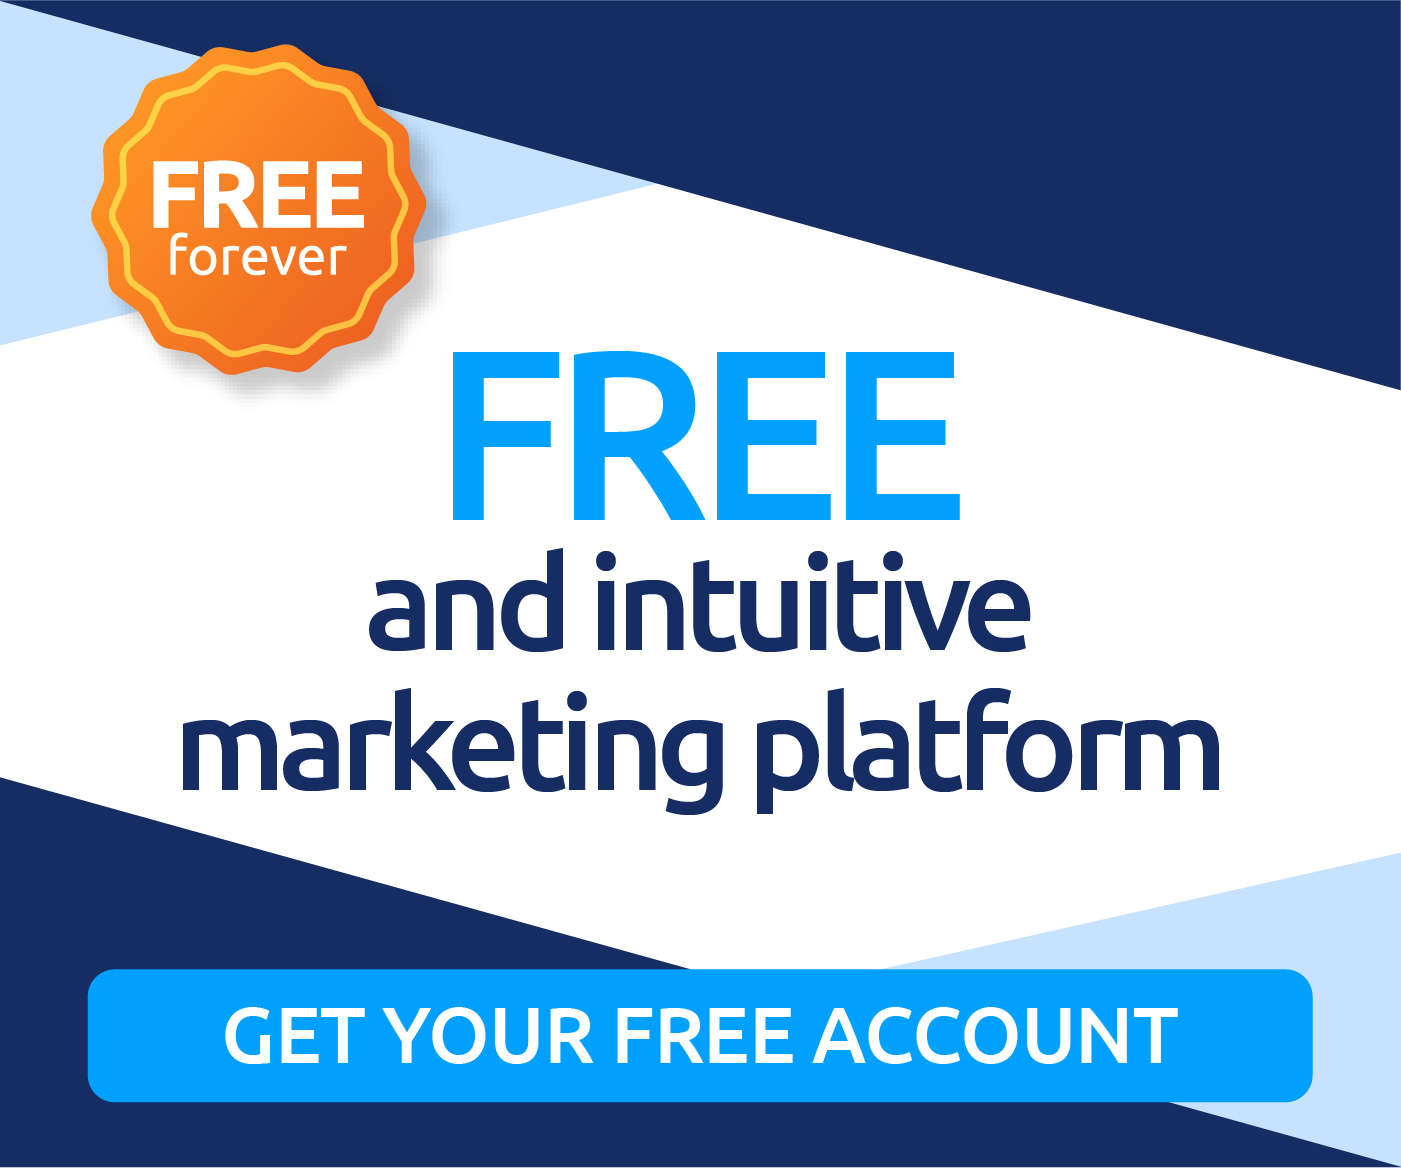 FREE
forever
FREE
and intuitive
marketing platform
GET YOUR FREE ACCOUNT